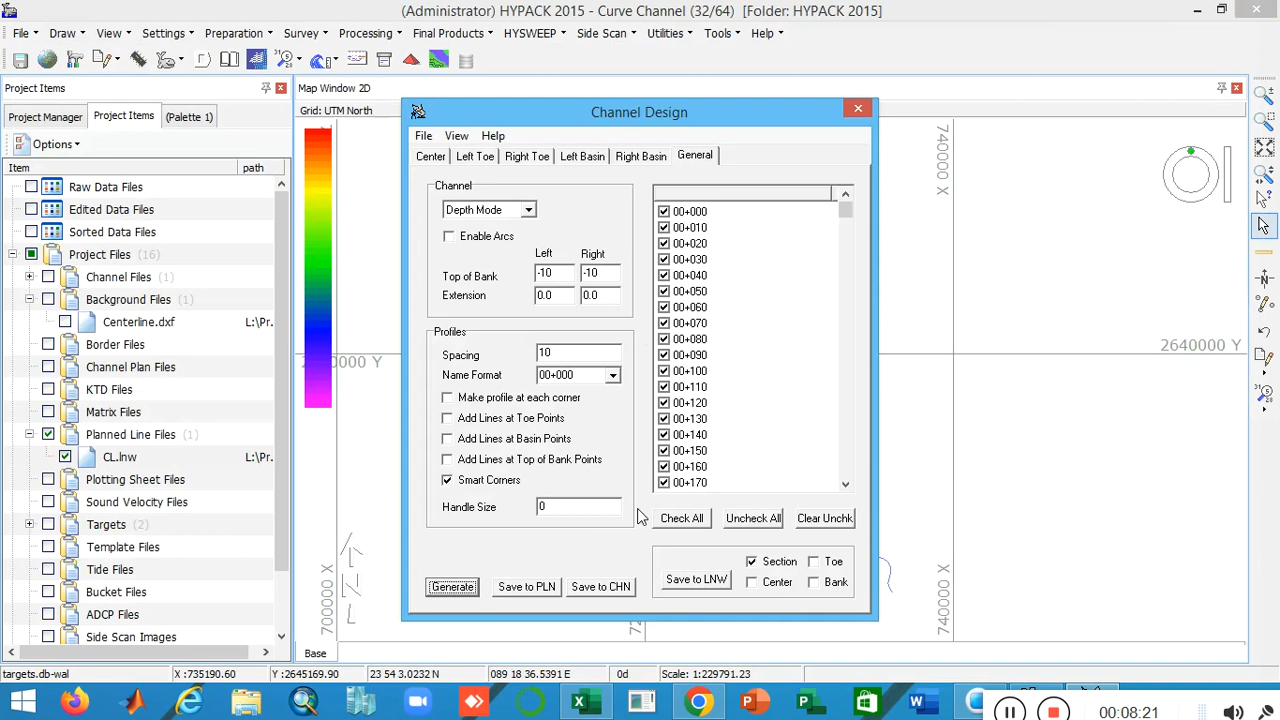 (Administrator) HYPACK 2015 - Curve Channel (32/64) [Folder: HYPACK 2015]
File Draw View Settings Preparation Survey Processing Final Products HYSWEEP Side Scan Utilities Tools Help
Project Items
Project Manager Project Items (Palette 1)
Options
Item path
Raw Data Files
Edited Data Files
Sorted Data Files
Project Files (16)
Channel Files (1)
Background Files (1)
Centerline.dxf L:\Pr.
Border Files
Channel Plan Files
KTD Files
Matrix Files
Planned Line Files (1)
CL.lnw L:\Pr.
Plotting Sheet Files
Sound Velocity Files
Targets (2)
Template Files
Tide Files
Bucket Files
ADCP Files
Side Scan Images
Map Window 2D
Grid: UTM North
740000 X
2640000 Y
0000 Y
700000 X
740000 X
Base
Channel Design
File View Help
Center Left Toe Right Toe Left Basin Right Basin General
Channel
Depth Mode
Enable Arcs
Left Right
Top of Bank -10 -10
Extension 0.0 0.0
Profiles
Spacing 10
Name Format 00+000
Make profile at each corner
Add Lines at Toe Points
Add Lines at Basin Points
Add Lines at Top of Bank Points
Smart Corners
Handle Size 0
Generate Save to PLN Save to CHN
00+000
00+010
00+020
00+030
00+040
00+050
00+060
00+070
00+080
00+090
00+100
00+110
00+120
00+130
00+140
00+150
00+160
00+170
Check All Uncheck All Clear Unchk
Save to LNW Section Toe
Center Bank
targets.db-wal X :735190.60 Y :2645169.90 23 54 3.0232 N 089 18 36.5391 E 0d Scale: 1:229791.23
00:08:21